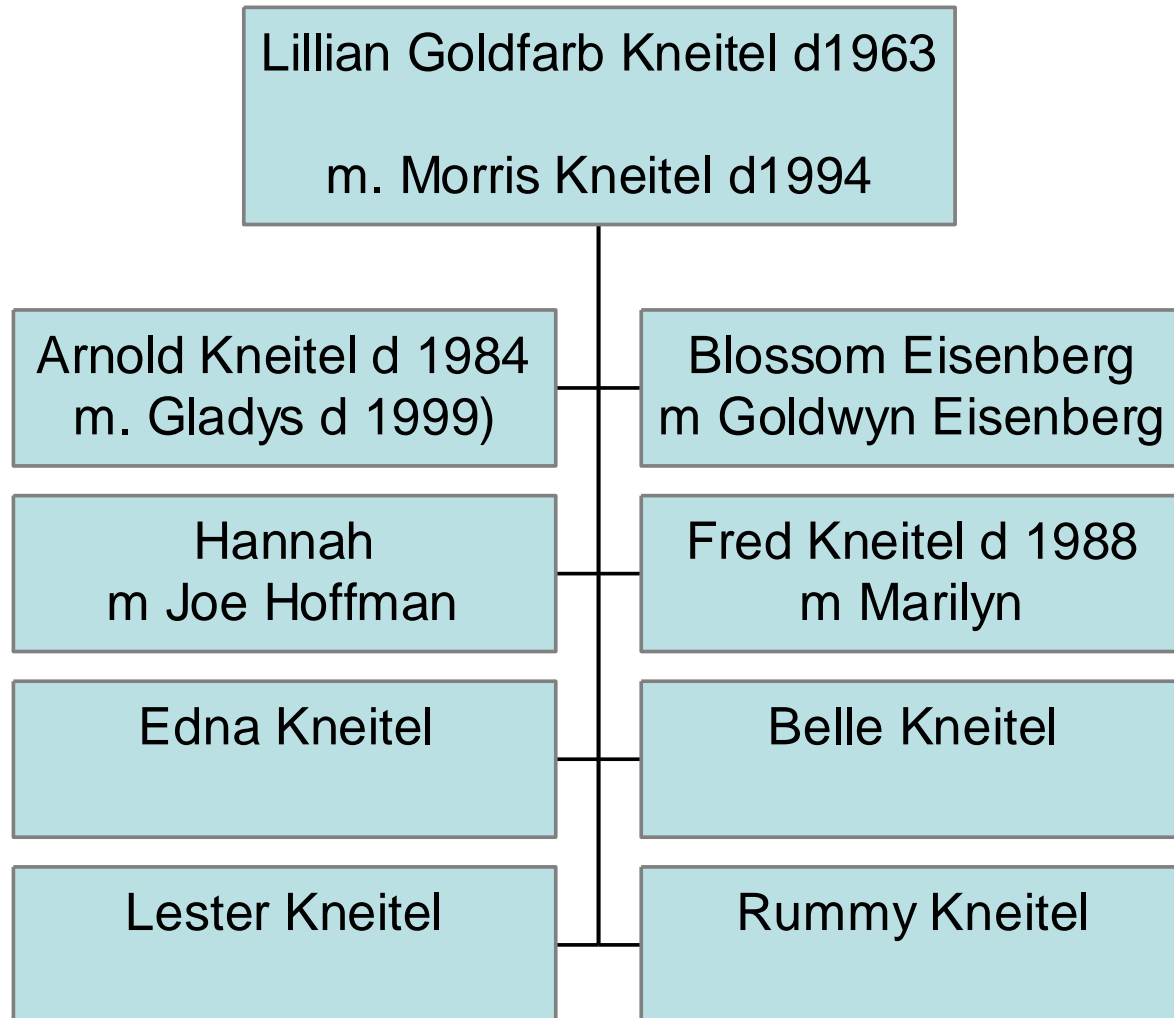 Lillian Goldfarb Kneitel d1963
m. Morris Kneitel d1994
Arnold Kneitel d 1984
m. Gladys d 1999)
Blossom Eisenberg
m Goldwyn Eisenberg
Hannah
m Joe Hoffman
Fred Kneitel d 1988
m Marilyn
Edna Kneitel
Belle Kneitel
Lester Kneitel
Rummy Kneitel